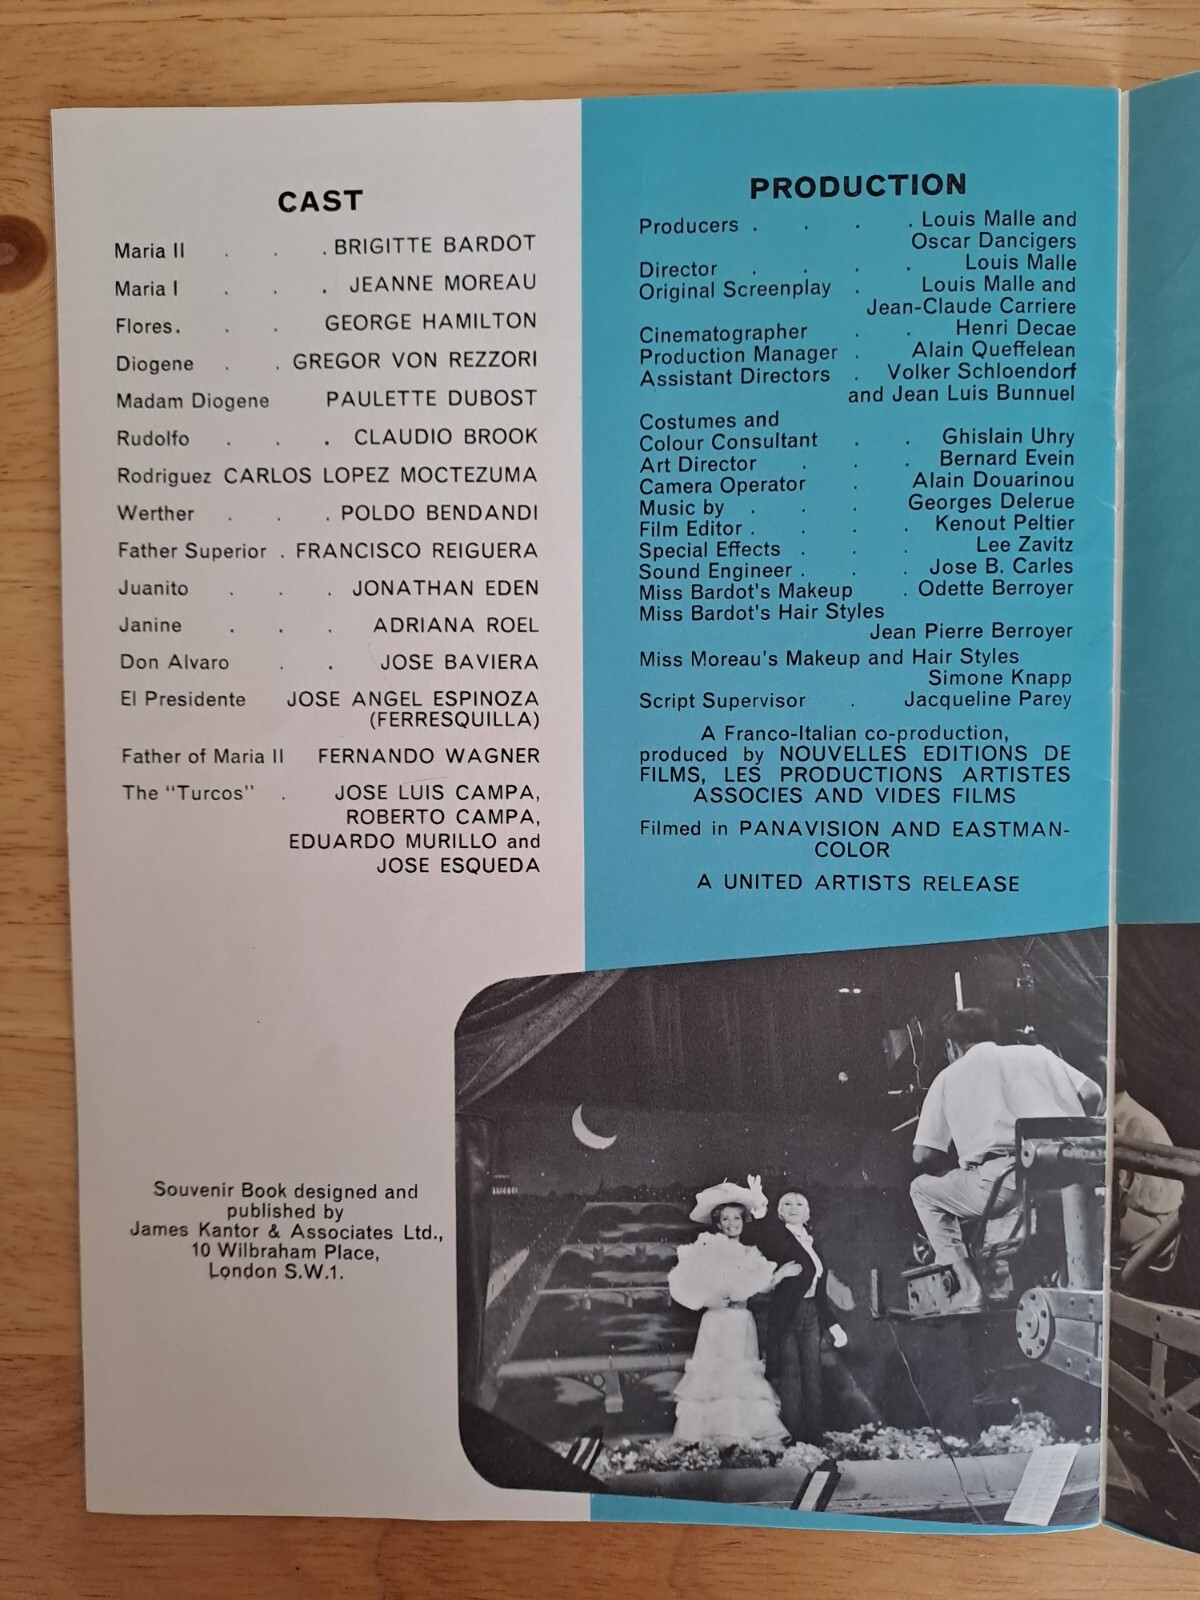 CAST
Maria II . . . BRIGITTE BARDOT
Maria I . . . JEANNE MOREAU
Flores. . . GEORGE HAMILTON
Diogene . . GREGOR VON REZZORI
Madam Diogene PAULETTE DUBOST
Rudolfo . . . CLAUDIO BROOK
Rodriguez CARLOS LOPEZ MOCTEZUMA
Werther . . . POLDO BENDANDI
Father Superior . FRANCISCO REIGUERA
Juanito . . . JONATHAN EDEN
Janine . . . ADRIANA ROEL
Don Alvaro . . JOSE BAVIERA
El Presidente JOSE ANGEL ESPINOZA
(FERRESQUILLA)
Father of Maria II FERNANDO WAGNER
The "Turcos" . JOSE LUIS CAMPA,
ROBERTO CAMPA,
EDUARDO MURILLO and
JOSE ESQUEDA
Souvenir Book designed and
published by
James Kantor & Associates Ltd.,
10 Wilbraham Place,
London S.W.1.
PRODUCTION
Producers . . . . Louis Malle and
Oscar Dancigers
Director . . . . Louis Malle
Original Screenplay . Louis Malle and
Jean-Claude Carriere
Cinematographer . . Henri Decae
Production Manager . Alain Queffelean
Assistant Directors . Volker Schloendorf
and Jean Luis Bunnuel
Costumes and
Colour Consultant . . Ghislain Uhry
Art Director . . . Bernard Evein
Camera Operator . Alain Douarinou
Music by . . . Georges Delerue
Film Editor . . . . Kenout Peltier
Special Effects . . . Lee Zavitz
Sound Engineer . . . Jose B. Carles
Miss Bardot's Makeup . Odette Berroyer
Miss Bardot's Hair Styles
Jean Pierre Berroyer
Miss Moreau's Makeup and Hair Styles
Simone Knapp
Script Supervisor . Jacqueline Parey
A Franco-Italian co-production,
produced by NOUVELLES EDITIONS DE
FILMS, LES PRODUCTIONS ARTISTES
ASSOCIES AND VIDES FILMS
Filmed in PANAVISION AND EASTMAN-
COLOR
A UNITED ARTISTS RELEASE